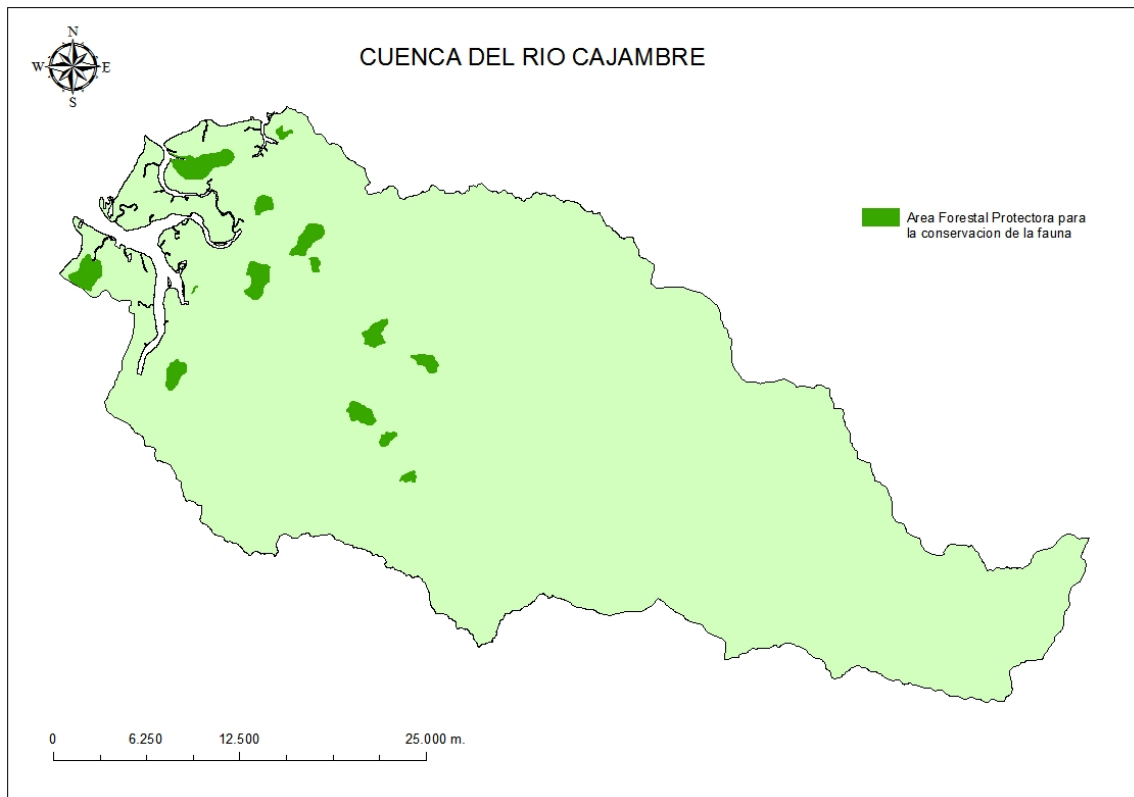 N
W E
S
CUENCA DEL RIO CAJAMBRE
Area Forestal Protectora para
la conservacion de la fauna
0 6.250 12.500 25.000 m.